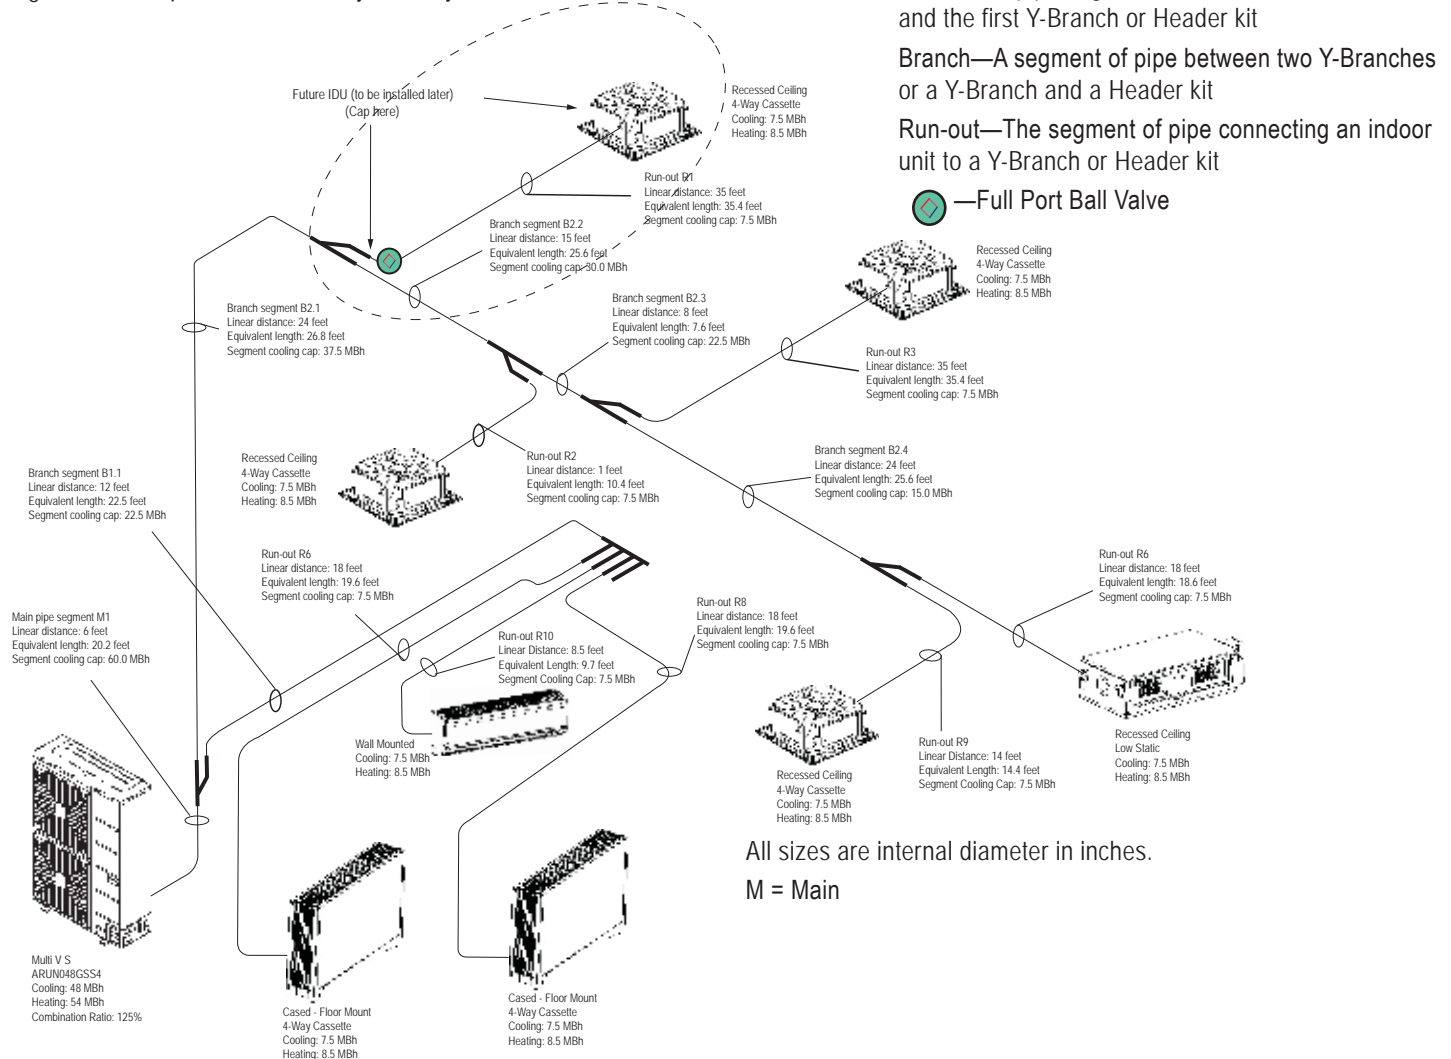 and the first Y-Branch or Header kit
Branch—A segment of pipe between two Y-Branches
or a Y-Branch and a Header kit
Run-out—The segment of pipe connecting an indoor
unit to a Y-Branch or Header kit
—Full Port Ball Valve
Future IDU (to be installed later)
(Cap here)
Recessed Ceiling
4-Way Cassette
Cooling: 7.5 MBh
Heating: 8.5 MBh
Run-out R1
Linear distance: 35 feet
Equivalent length: 35.4 feet
Segment cooling cap: 7.5 MBh
Branch segment B2.2
Linear distance: 15 feet
Equivalent length: 25.6 feet
Segment cooling cap: 30.0 MBh
Recessed Ceiling
4-Way Cassette
Cooling: 7.5 MBh
Heating: 8.5 MBh
Branch segment B2.1
Linear distance: 24 feet
Equivalent length: 26.8 feet
Segment cooling cap: 37.5 MBh
Branch segment B2.3
Linear distance: 8 feet
Equivalent length: 7.6 feet
Segment cooling cap: 22.5 MBh
Run-out R3
Linear distance: 35 feet
Equivalent length: 35.4 feet
Segment cooling cap: 7.5 MBh
Branch segment B1.1
Linear distance: 12 feet
Equivalent length: 22.5 feet
Segment cooling cap: 22.5 MBh
Recessed Ceiling
4-Way Cassette
Cooling: 7.5 MBh
Heating: 8.5 MBh
Run-out R2
Linear distance: 1 feet
Equivalent length: 10.4 feet
Segment cooling cap: 7.5 MBh
Branch segment B2.4
Linear distance: 24 feet
Equivalent length: 25.6 feet
Segment cooling cap: 15.0 MBh
Run-out R6
Linear distance: 18 feet
Equivalent length: 19.6 feet
Segment cooling cap: 7.5 MBh
Run-out R6
Linear distance: 18 feet
Equivalent length: 18.6 feet
Segment cooling cap: 7.5 MBh
Main pipe segment M1
Linear distance: 6 feet
Equivalent length: 20.2 feet
Segment cooling cap: 60.0 MBh
Run-out R10
Linear Distance: 8.5 feet
Equivalent Length: 9.7 feet
Segment Cooling Cap: 7.5 MBh
Run-out R8
Linear distance: 18 feet
Equivalent length: 19.6 feet
Segment cooling cap: 7.5 MBh
Wall Mounted
Cooling: 7.5 MBh
Heating: 8.5 MBh
Recessed Ceiling
4-Way Cassette
Cooling: 7.5 MBh
Heating: 8.5 MBh
Run-out R9
Linear Distance: 14 feet
Equivalent Length: 14.4 feet
Segment Cooling Cap: 7.5 MBh
Recessed Ceiling
Low Static
Cooling: 7.5 MBh
Heating: 8.5 MBh
All sizes are internal diameter in inches.
M = Main
Multi V S
ARUN048GSS4
Cooling: 48 MBh
Heating: 54 MBh
Combination Ratio: 125%
Cased - Floor Mount
4-Way Cassette
Cooling: 7.5 MBh
Heating: 8.5 MBh
Cased - Floor Mount
4-Way Cassette
Cooling: 7.5 MBh
Heating: 8.5 MBh